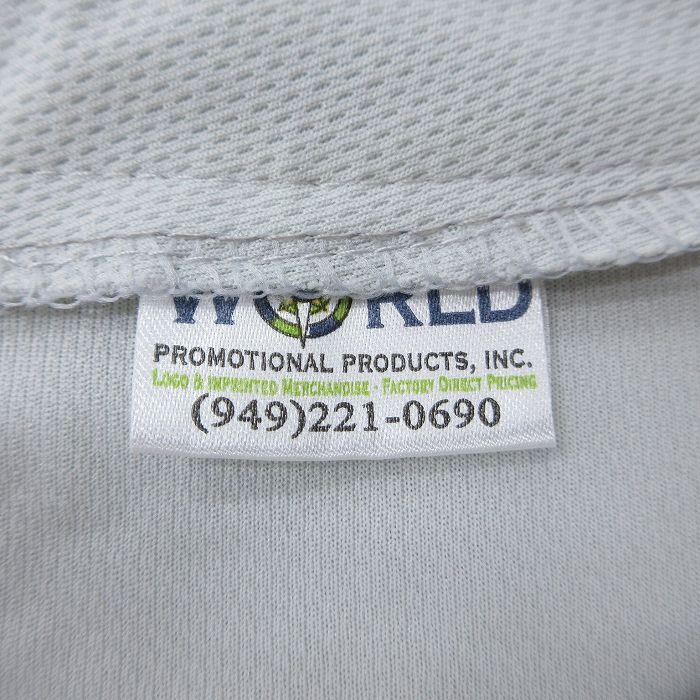 WORLD
PROMOTIONAL PRODUCTS, INC.
LOGO & IMPRINTED MERCHANDISE - FACTORY DIRECT PRICING
(949)221-0690